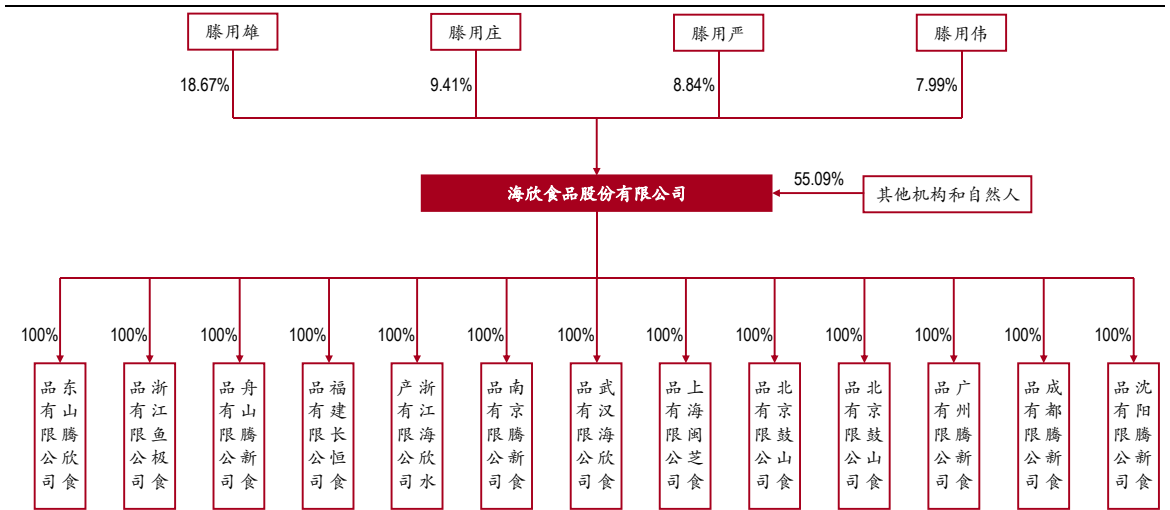 滕用雄
滕用庄
滕用严
滕用伟
18.67%
9.41%
8.84%
7.99%
海欣食品股份有限公司
55.09%
其他机构和自然人
100%
100%
100%
100%
100%
100%
100%
100%
100%
100%
100%
100%
100%
东山腾欣食
品有限公司
浙江鱼极食
品有限公司
舟山腾新食
品有限公司
福建长恒食
品有限公司
浙江海欣水
产有限公司
南京腾新食
品有限公司
武汉海欣食
品有限公司
上海闽芝食
品有限公司
北京鼓山食
品有限公司
北京鼓山食
品有限公司
广州腾新食
品有限公司
成都腾新食
品有限公司
沈阳腾新食
品有限公司